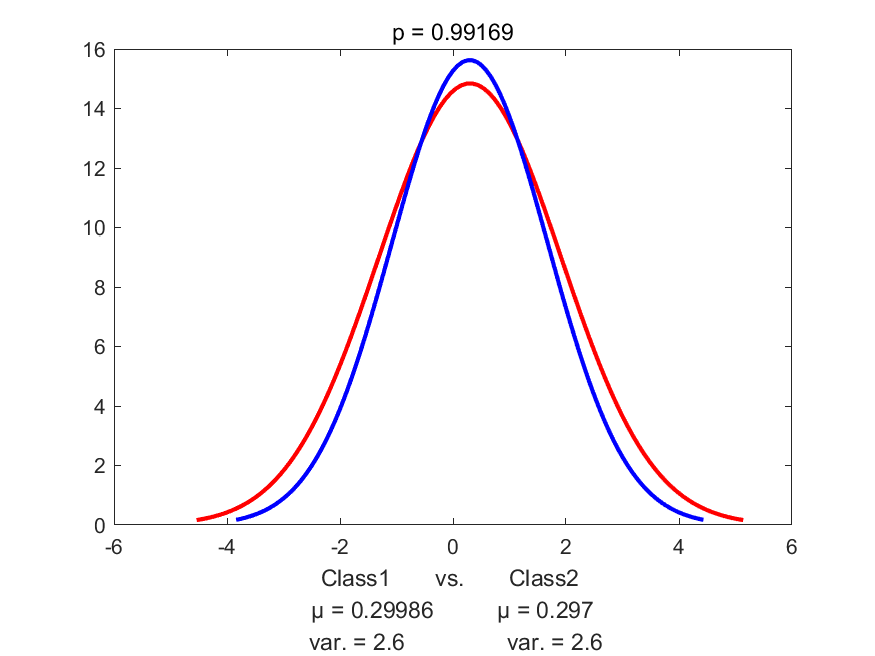 p = 0.99169
16
14
12
10
8
6
4
2
0
-6 -4 -2 0 2 4 6
Class1 vs. Class2
μ = 0.29986 μ = 0.297
var. = 2.6 var. = 2.6